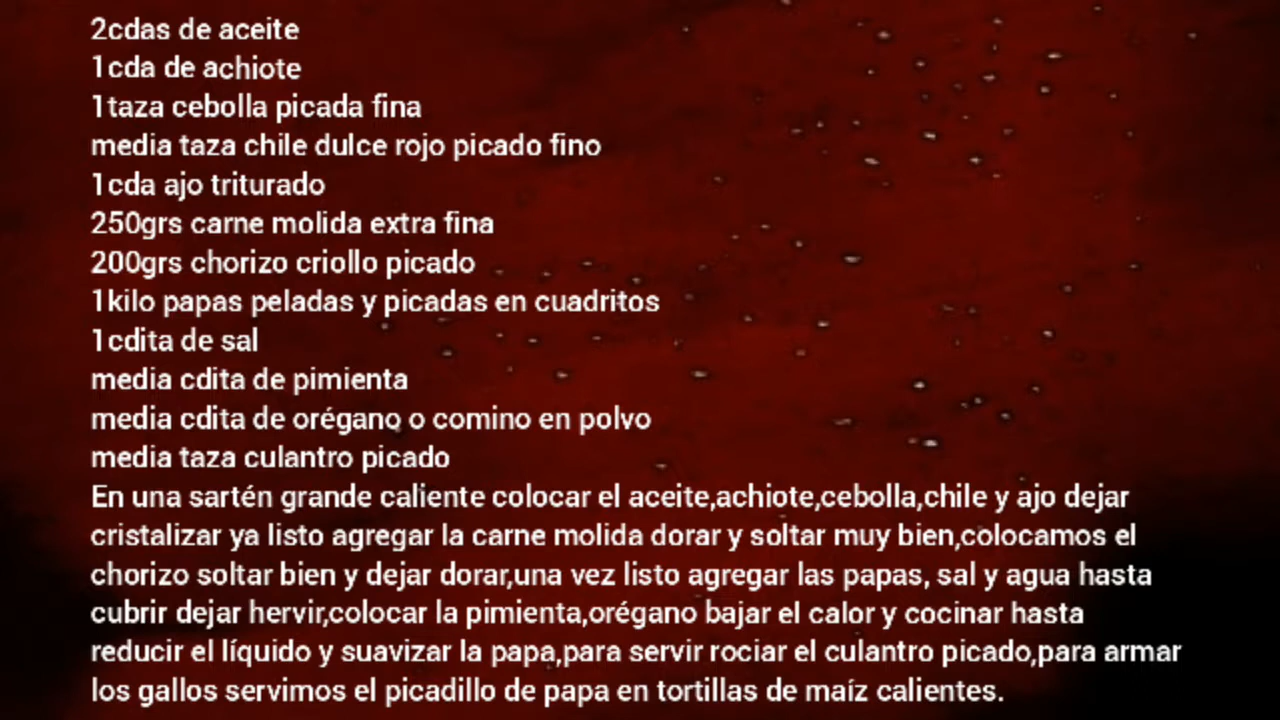 2cdas de aceite
1cda de achiote
1taza cebolla picada fina
media taza chile dulce rojo picado fino
1cda ajo triturado
250grs carne molida extra fina
200grs chorizo criollo picado
1kilo papas peladas y picadas en cuadritos
1cdita de sal
media cdita de pimienta
media cdita de orégano o comino en polvo
media taza culantro picado
En una sartén grande caliente colocar el aceite,achiote,cebolla,chile y ajo dejar
cristalizar ya listo agregar la carne molida dorar y soltar muy bien,colocamos el
chorizo soltar bien y dejar dorar,una vez listo agregar las papas, sal y agua hasta
cubrir dejar hervir,colocar la pimienta,orégano bajar el calor y cocinar hasta
reducir el líquido y suavizar la papa,para servir rociar el culantro picado,para armar
los gallos servimos el picadillo de papa en tortillas de maíz calientes.